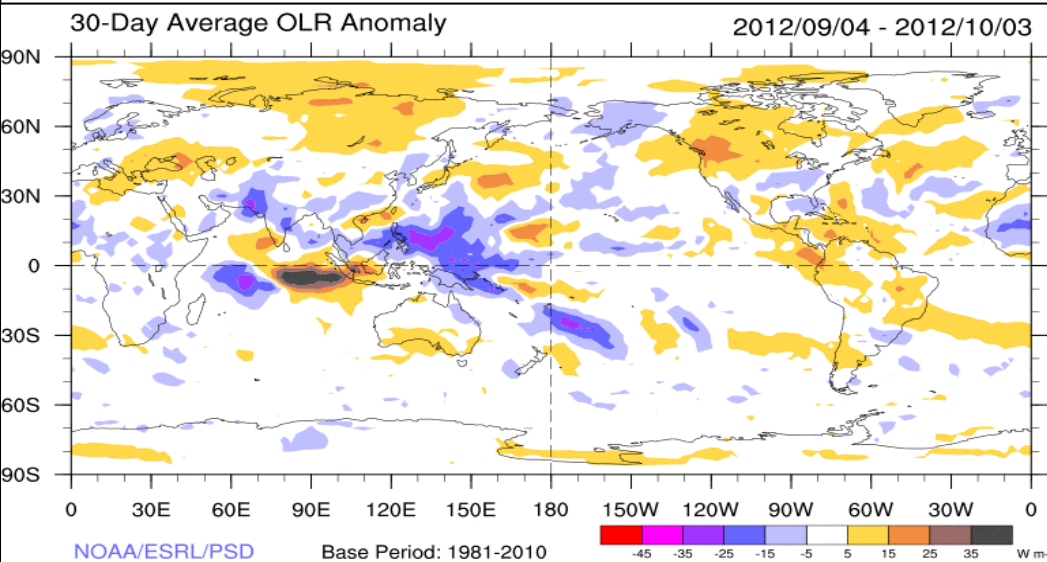 30-Day Average OLR Anomaly 2012/09/04 - 2012/10/03
90N
60N
30N
0
30S
60S
90S
0 30E 60E 90E 120E 150E 180 150W 120W 90W 60W 30W 0
-45 -35 -25 -15 -5 5 15 25 35 W m-
NOAA/ESRL/PSD Base Period: 1981-2010